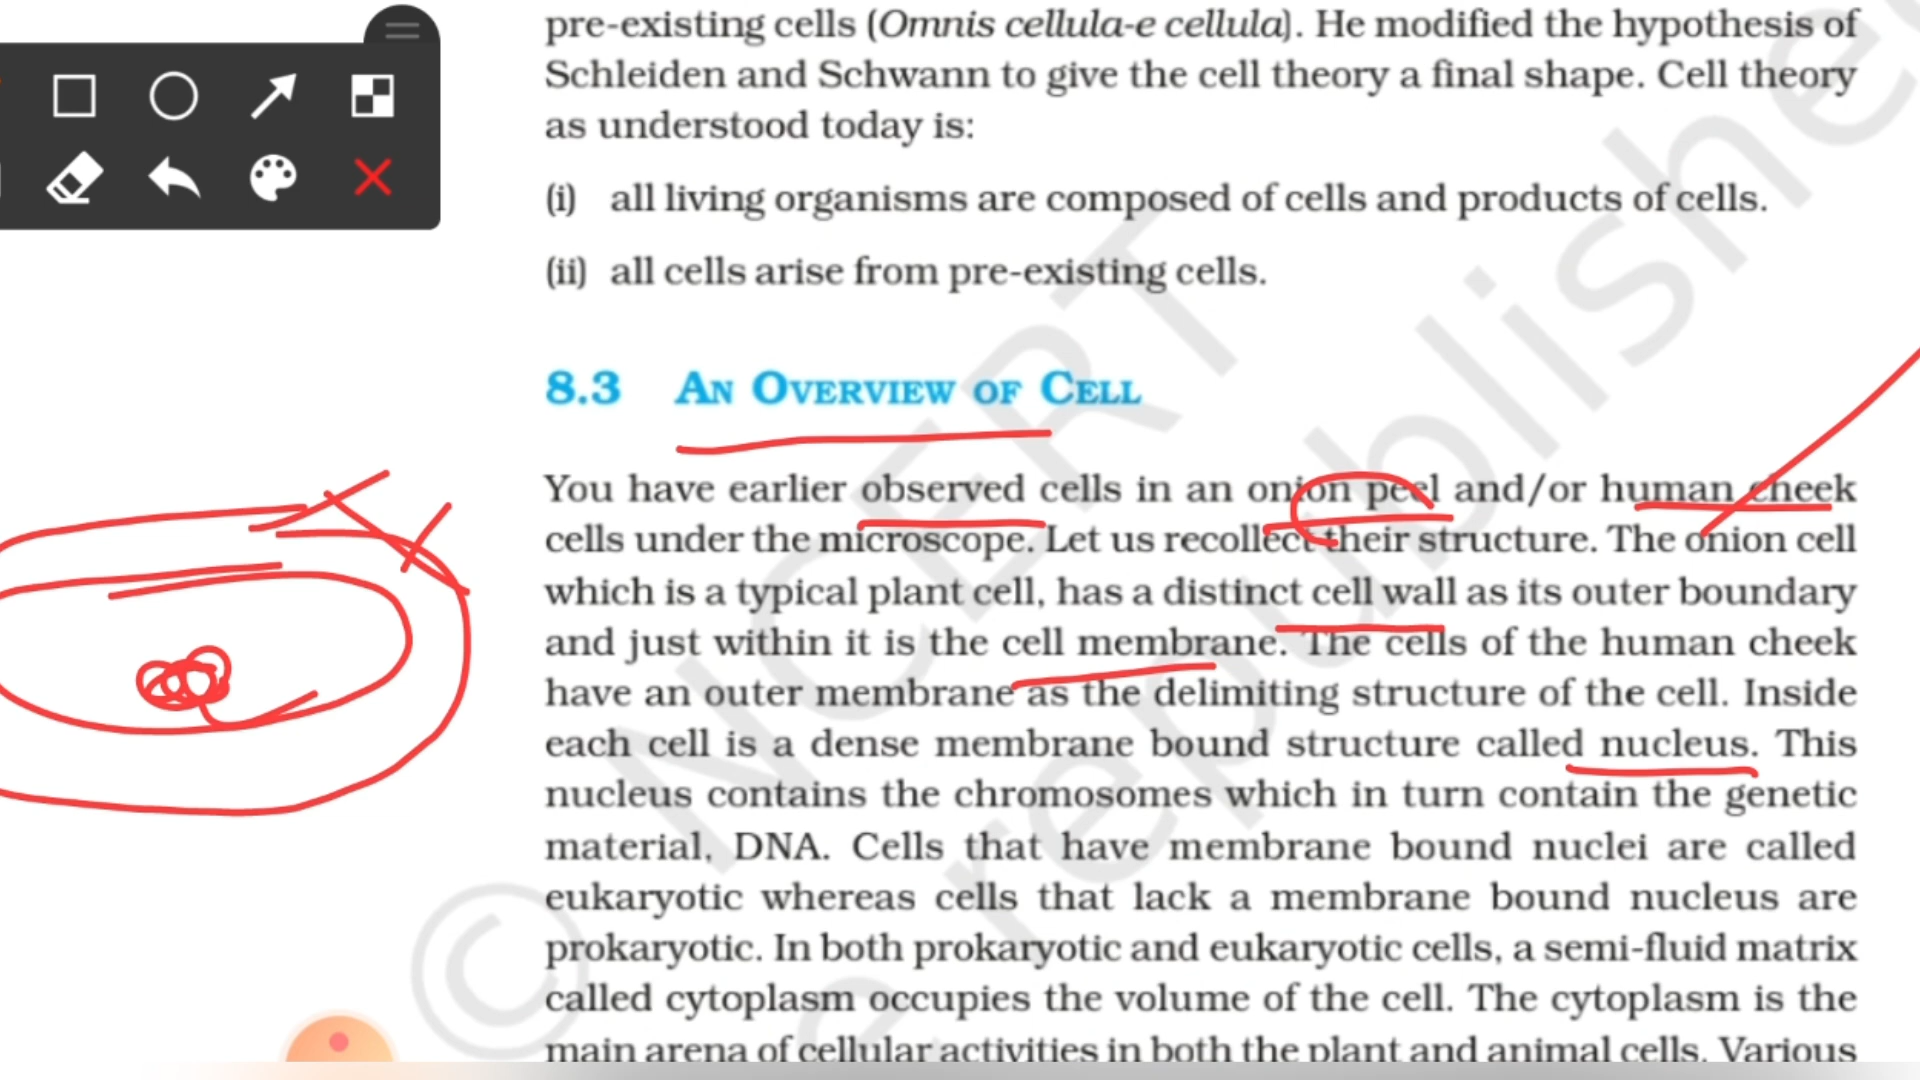 pre-existing cells (Omnis cellula-e cellula). He modified the hypothesis of
Schleiden and Schwann to give the cell theory a final shape. Cell theory
as understood today is:
(i) all living organisms are composed of cells and products of cells.
(ii) all cells arise from pre-existing cells.
8.3 AN OVERVIEW OF CELL
You have earlier observed cells in an onion peel and/or human cheek
cells under the microscope. Let us recollect their structure. The onion cell
which is a typical plant cell, has a distinct cell wall as its outer boundary
and just within it is the cell membrane. The cells of the human cheek
have an outer membrane as the delimiting structure of the cell. Inside
each cell is a dense membrane bound structure called nucleus. This
nucleus contains the chromosomes which in turn contain the genetic
material, DNA. Cells that have membrane bound nuclei are called
eukaryotic whereas cells that lack a membrane bound nucleus are
prokaryotic. In both prokaryotic and eukaryotic cells, a semi-fluid matrix
called cytoplasm occupies the volume of the cell. The cytoplasm is the
main arena of cellular activities in both the plant and animal cells. Various
© NCERT
republishe